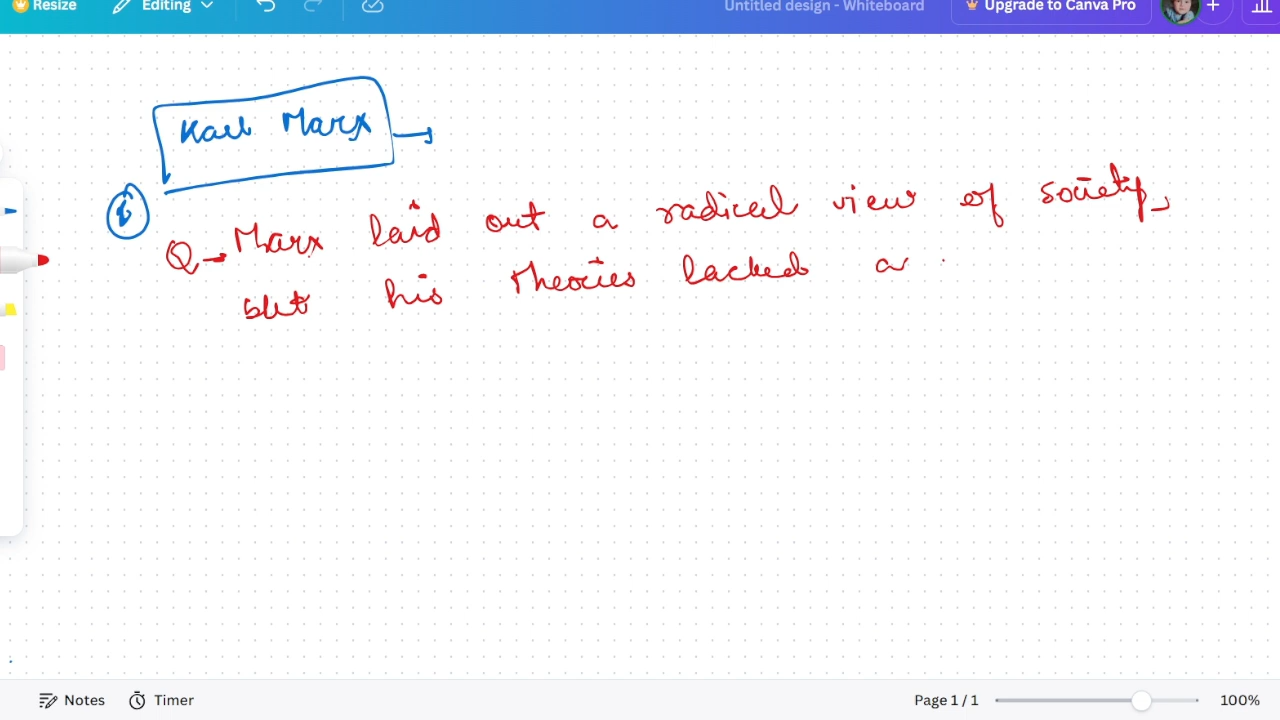 Resize
Editing
Untitled design - Whiteboard
Upgrade to Canva Pro
Karl Marx
Q → Marx laid out a radical view of society,
but his theories lacked a
Notes
Timer
Page 1 / 1
100%